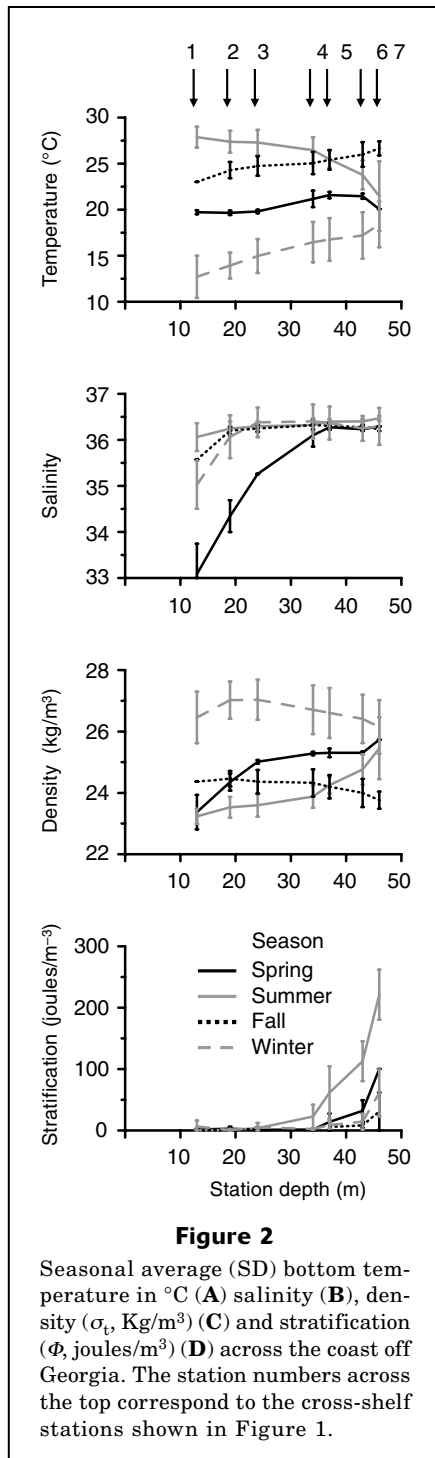 1 2 3 4 5 6 7
30
25
20
15
10
Temperature (°C)
10 20 30 40 50
37
36
35
34
33
Salinity
10 20 30 40 50
28
26
24
22
Density (kg/m³)
10 20 30 40 50
300
200
100
0
Stratification (joules/m⁻³)
Season
Spring
Summer
Fall
Winter
10 20 30 40 50
Station depth (m)
Figure 2
Seasonal average (SD) bottom tem-
perature in °C (A) salinity (B), den-
sity (σt, Kg/m³) (C) and stratification
(Φ, joules/m³) (D) across the coast off
Georgia. The station numbers across
the top correspond to the cross-shelf
stations shown in Figure 1.